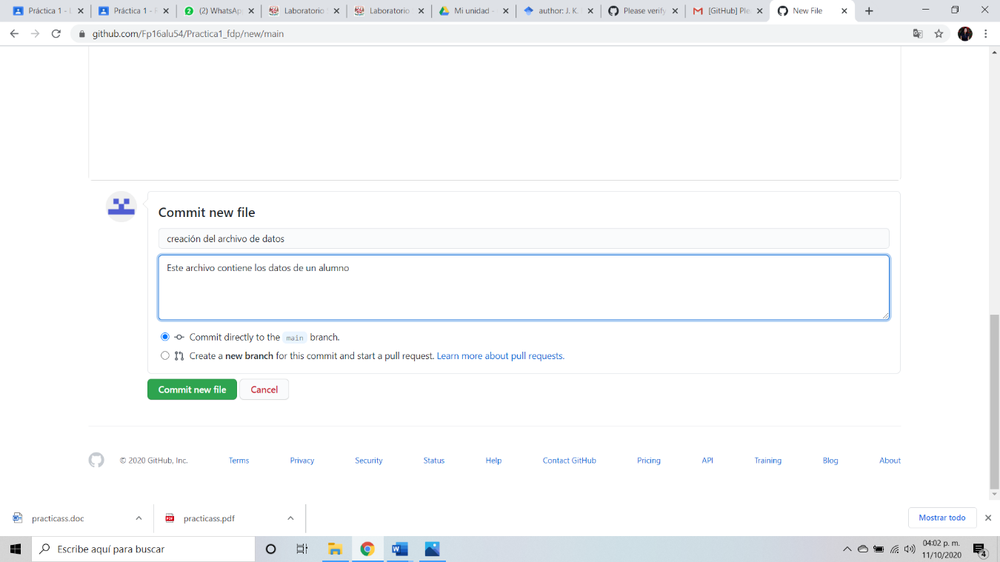 Práctica 1 -
Práctica 1 -
(2) WhatsAp
Laboratorio
Laboratorio
Mi unidad -
author: J. K.
Please verify
[GitHub] Ple
New File
github.com/Fp16alu54/Practica1_fdp/new/main
Commit new file
creación del archivo de datos
Este archivo contiene los datos de un alumno
Commit directly to the main branch.
Create a new branch for this commit and start a pull request. Learn more about pull requests.
Commit new file
Cancel
© 2020 GitHub, Inc.
Terms
Privacy
Security
Status
Help
Contact GitHub
Pricing
API
Training
Blog
About
practicass.doc
practicass.pdf
Mostrar todo
Escribe aquí para buscar
04:02 p. m.
11/10/2020
4